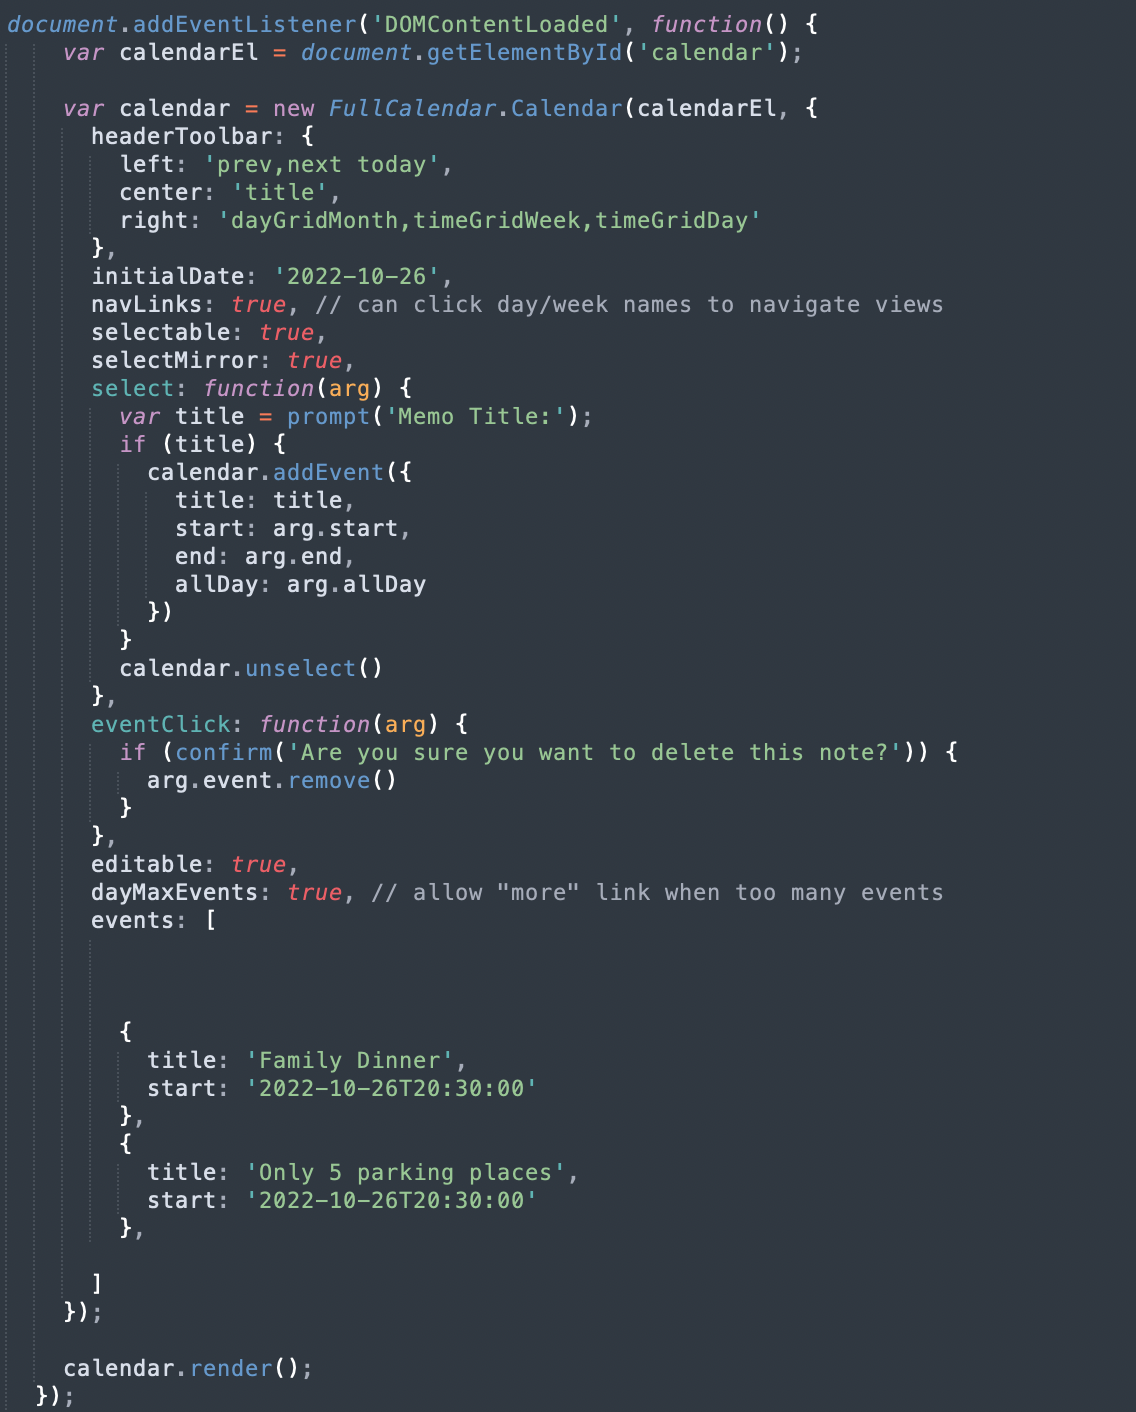 document.addEventListener('DOMContentLoaded', function() {
    var calendarEl = document.getElementById('calendar');

    var calendar = new FullCalendar.Calendar(calendarEl, {
      headerToolbar: {
        left: 'prev,next today',
        center: 'title',
        right: 'dayGridMonth,timeGridWeek,timeGridDay'
      },
      initialDate: '2022-10-26',
      navLinks: true, // can click day/week names to navigate views
      selectable: true,
      selectMirror: true,
      select: function(arg) {
        var title = prompt('Memo Title:');
        if (title) {
          calendar.addEvent({
            title: title,
            start: arg.start,
            end: arg.end,
            allDay: arg.allDay
          })
        }
        calendar.unselect()
      },
      eventClick: function(arg) {
        if (confirm('Are you sure you want to delete this note?')) {
          arg.event.remove()
        }
      },
      editable: true,
      dayMaxEvents: true, // allow "more" link when too many events
      events: [



        {
          title: 'Family Dinner',
          start: '2022-10-26T20:30:00'
        },
        {
          title: 'Only 5 parking places',
          start: '2022-10-26T20:30:00'
        },

      ]
    });

    calendar.render();
  });